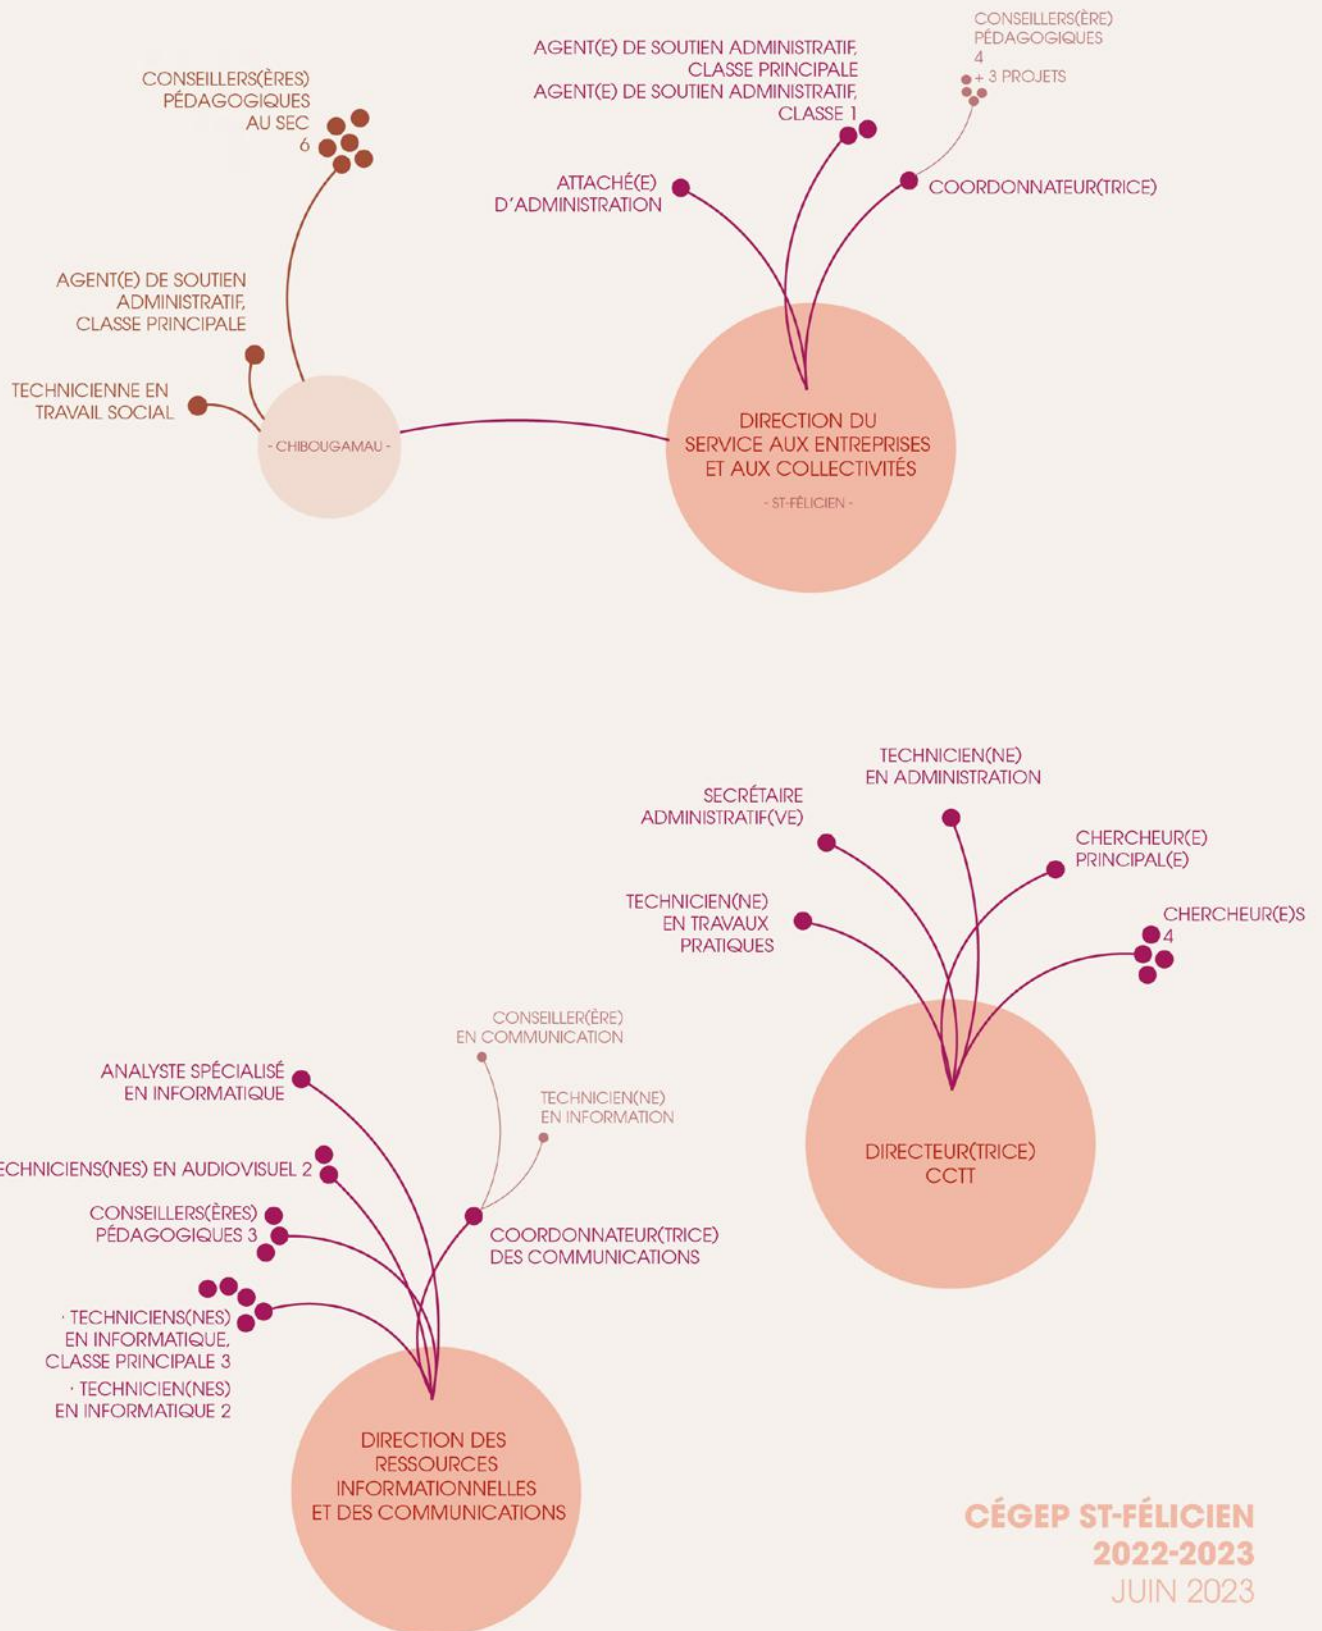 CONSEILLERS(ÈRE)
PÉDAGOGIQUES
4
+ 3 PROJETS
AGENT(E) DE SOUTIEN ADMINISTRATIF,
CLASSE PRINCIPALE
AGENT(E) DE SOUTIEN ADMINISTRATIF,
CLASSE 1
CONSEILLERS(ÈRES)
PÉDAGOGIQUES
AU SEC
6
ATTACHÉ(E)
D'ADMINISTRATION
COORDONNATEUR(TRICE)
AGENT(E) DE SOUTIEN
ADMINISTRATIF,
CLASSE PRINCIPALE
TECHNICIENNE EN
TRAVAIL SOCIAL
- CHIBOUGAMAU -
DIRECTION DU
SERVICE AUX ENTREPRISES
ET AUX COLLECTIVITÉS
- ST-FÉLICIEN -
TECHNICIEN(NE)
EN ADMINISTRATION
SECRÉTAIRE
ADMINISTRATIF(VE)
CHERCHEUR(E)
PRINCIPAL(E)
TECHNICIEN(NE)
EN TRAVAUX
PRATIQUES
CHERCHEUR(E)S
4
DIRECTEUR(TRICE)
CCTT
CONSEILLER(ÈRE)
EN COMMUNICATION
ANALYSTE SPÉCIALISÉ
EN INFORMATIQUE
TECHNICIEN(NE)
EN INFORMATION
ECHNICIENS(NES) EN AUDIOVISUEL 2
CONSEILLERS(ÈRES)
PÉDAGOGIQUES 3
COORDONNATEUR(TRICE)
DES COMMUNICATIONS
· TECHNICIENS(NES)
EN INFORMATIQUE,
CLASSE PRINCIPALE 3
· TECHNICIEN(NES)
EN INFORMATIQUE 2
DIRECTION DES
RESSOURCES
INFORMATIONNELLES
ET DES COMMUNICATIONS
CÉGEP ST-FÉLICIEN
2022-2023
JUIN 2023